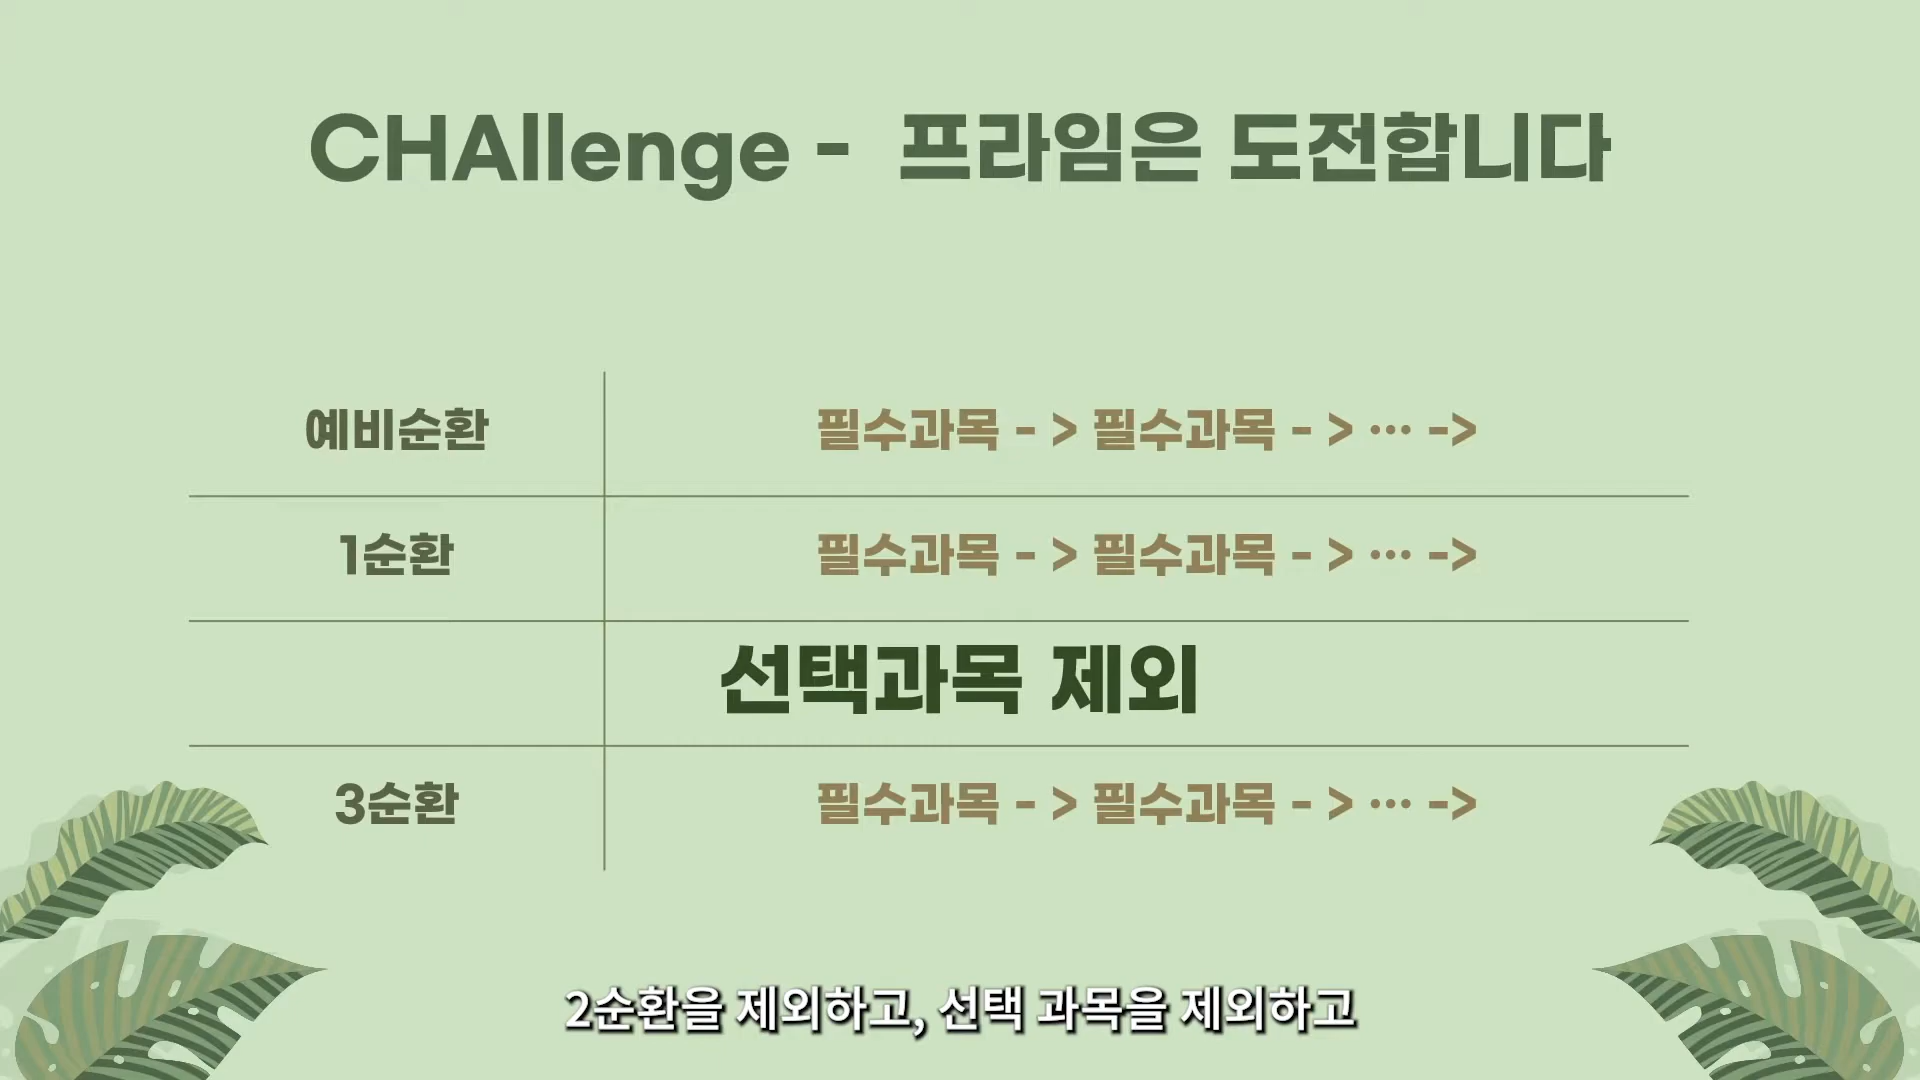 CHAllenge - 프라임은 도전합니다
예비순환 필수과목 - > 필수과목 - > ··· ->
1순환 필수과목 - > 필수과목 - > ··· ->
선택과목 제외
3순환 필수과목 - > 필수과목 - > ··· ->
2순환을 제외하고, 선택 과목을 제외하고